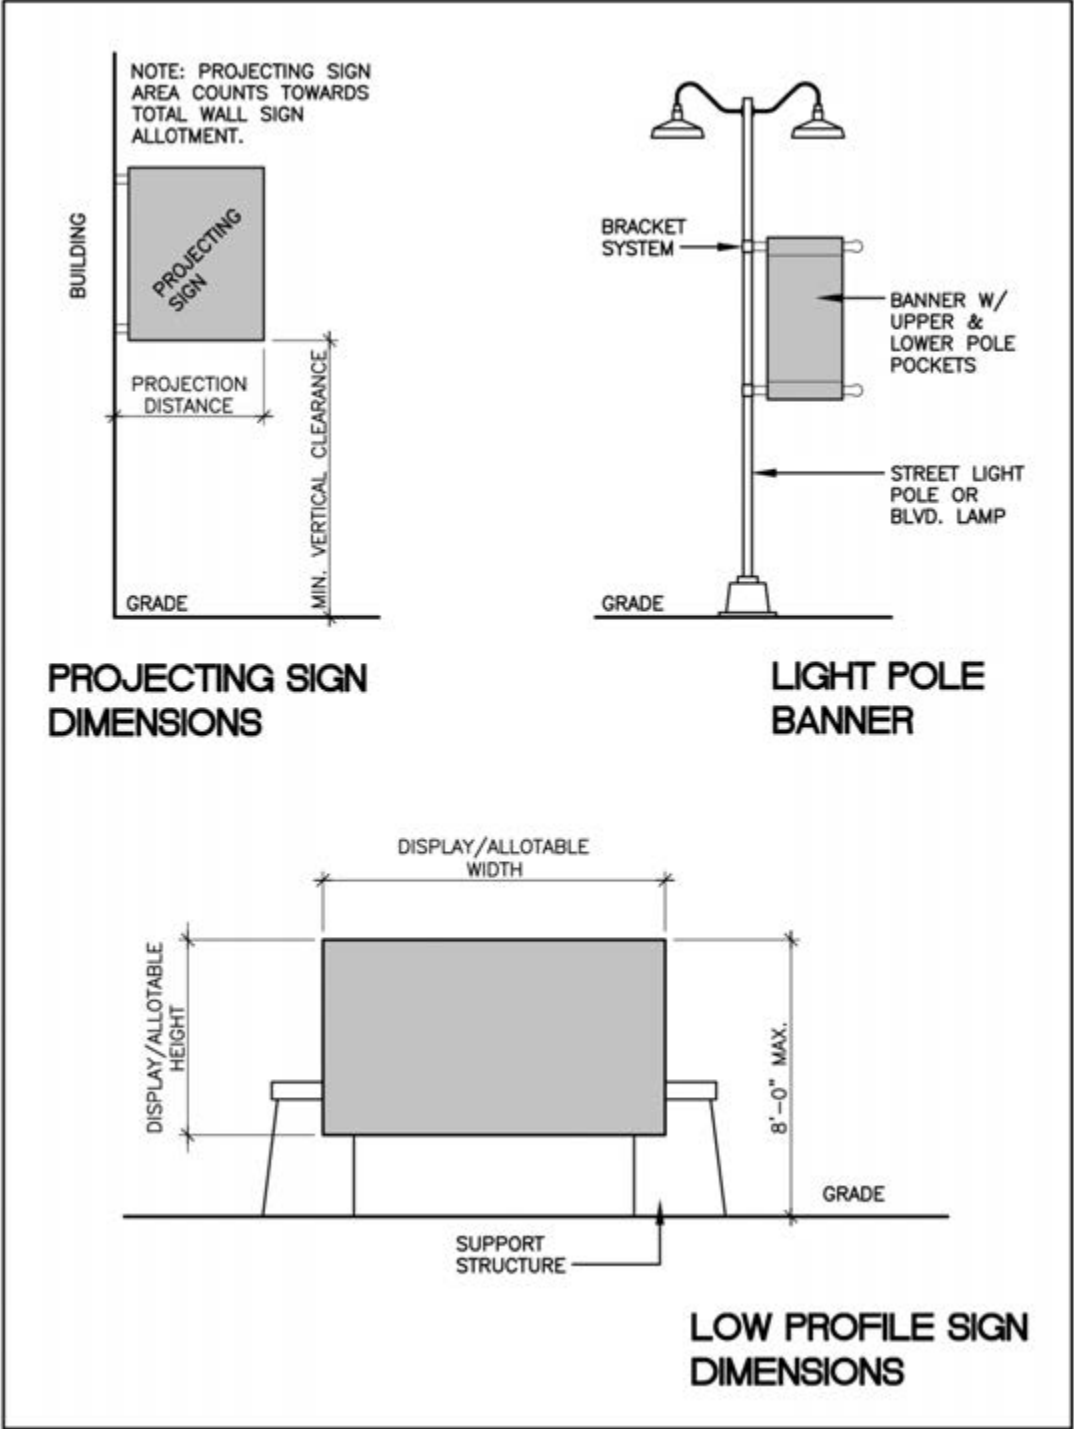 NOTE: PROJECTING SIGN
AREA COUNTS TOWARDS
TOTAL WALL SIGN
ALLOTMENT.
BUILDING
PROJECTING
SIGN
PROJECTION
DISTANCE
MIN. VERTICAL CLEARANCE
GRADE
PROJECTING SIGN
DIMENSIONS
BRACKET
SYSTEM
BANNER W/
UPPER &
LOWER POLE
POCKETS
STREET LIGHT
POLE OR
BLVD. LAMP
GRADE
LIGHT POLE
BANNER
DISPLAY/ALLOTABLE
WIDTH
DISPLAY/ALLOTABLE
HEIGHT
8'-0" MAX.
GRADE
SUPPORT
STRUCTURE
LOW PROFILE SIGN
DIMENSIONS